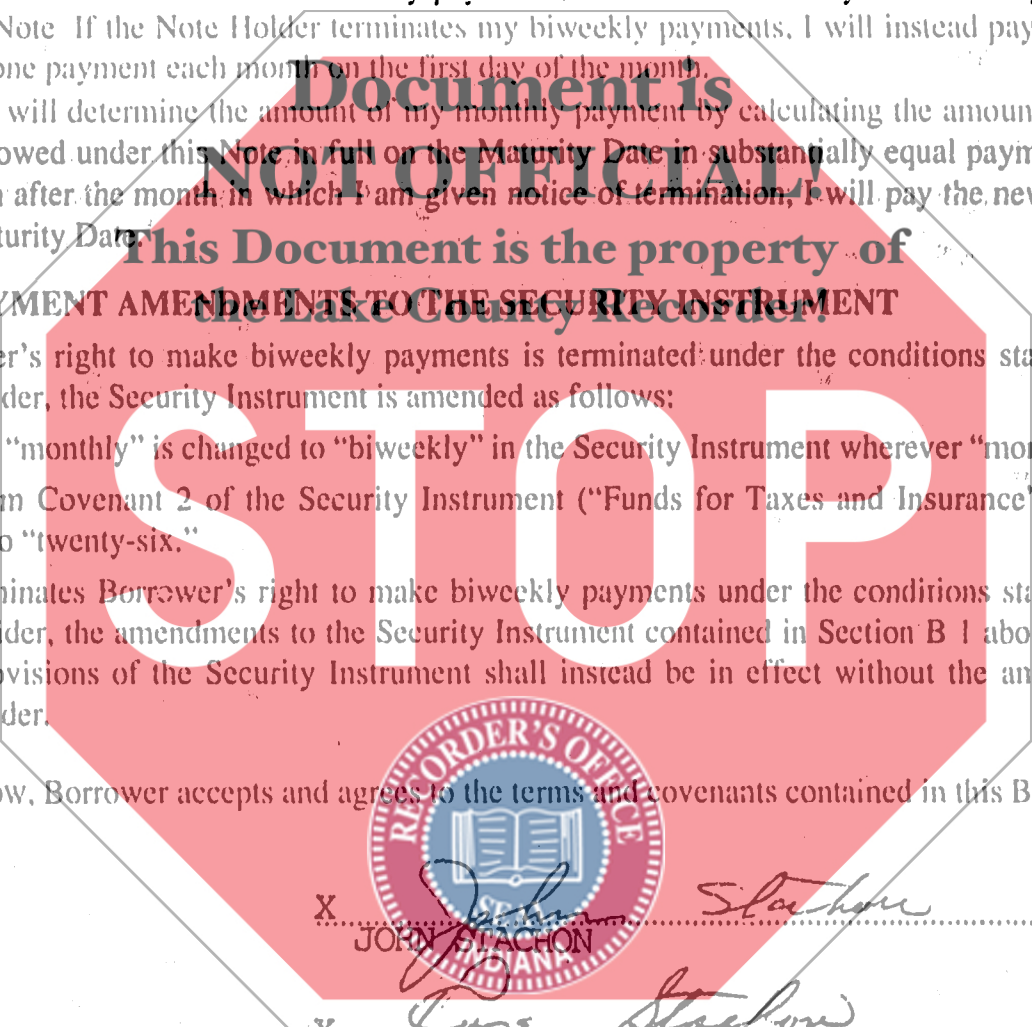 Note If the Note Holder terminates my biweekly payments, I will instead pay
one payment each month on the first day of the month.
Document is
will determine the amount of my monthly payment by calculating the amoun
owed under this Note in full on the Maturity Date in substantially equal paym
NOT OFFICIAL!
after the month in which I am given notice of termination, I will pay the new
turity Date.
This Document is the property of
YMENT AMENDMENTS TO THE SECURITY INSTRUMENT
the Lake County Recorder!
er's right to make biweekly payments is terminated under the conditions sta
der, the Security Instrument is amended as follows:
"monthly" is changed to "biweekly" in the Security Instrument wherever "mon
m Covenant 2 of the Security Instrument ("Funds for Taxes and Insurance"
o "twenty-six."
STOP
minates Borrower's right to make biweekly payments under the conditions sta
ider, the amendments to the Security Instrument contained in Section B 1 abo
ovisions of the Security Instrument shall instead be in effect without the am
der.
RECORDER'S OFFICE
ow, Borrower accepts and agrees to the terms and covenants contained in this B
SEAL
X John Stachon
JOHN STACHON
INDIANA
Stachon